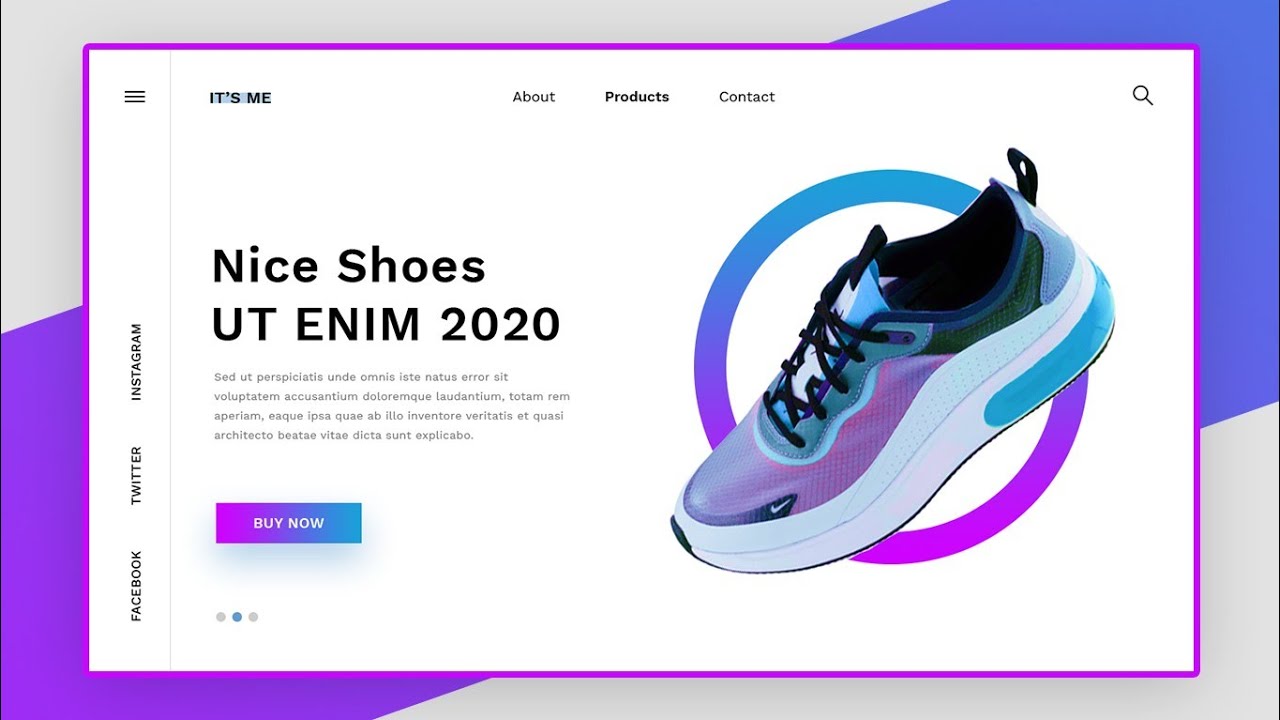 IT'S ME
About
Products
Contact
Nice Shoes
UT ENIM 2020
Sed ut perspiciatis unde omnis iste natus error sit
voluptatem accusantium doloremque laudantium, totam rem
aperiam, eaque ipsa quae ab illo inventore veritatis et quasi
architecto beatae vitae dicta sunt explicabo.
BUY NOW
INSTAGRAM
TWITTER
FACEBOOK